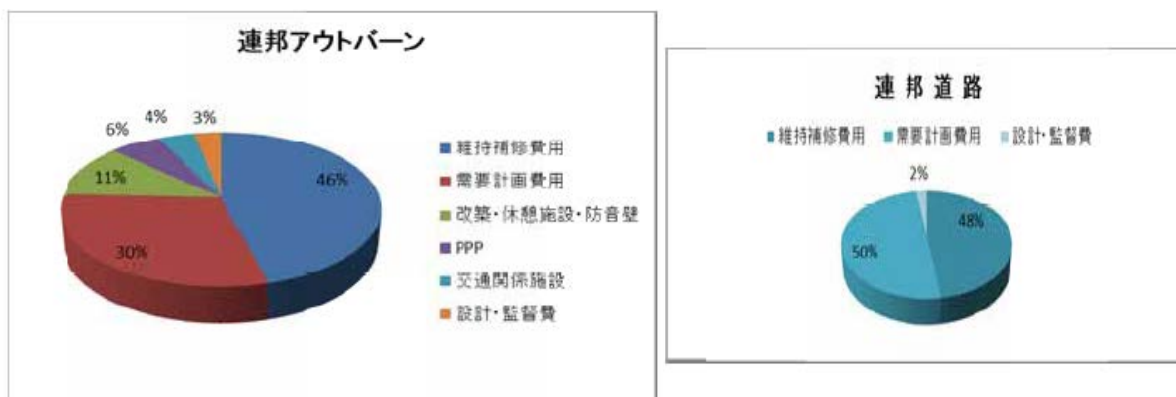 連邦アウトバーン
3%
4%
6%
11%
46%
30%
維持補修費用
需要計画費用
改築・休憩施設・防音壁
PPP
交通関係施設
設計・監督費
連邦道路
維持補修費用 需要計画費用 設計・監督費
2%
48%
50%